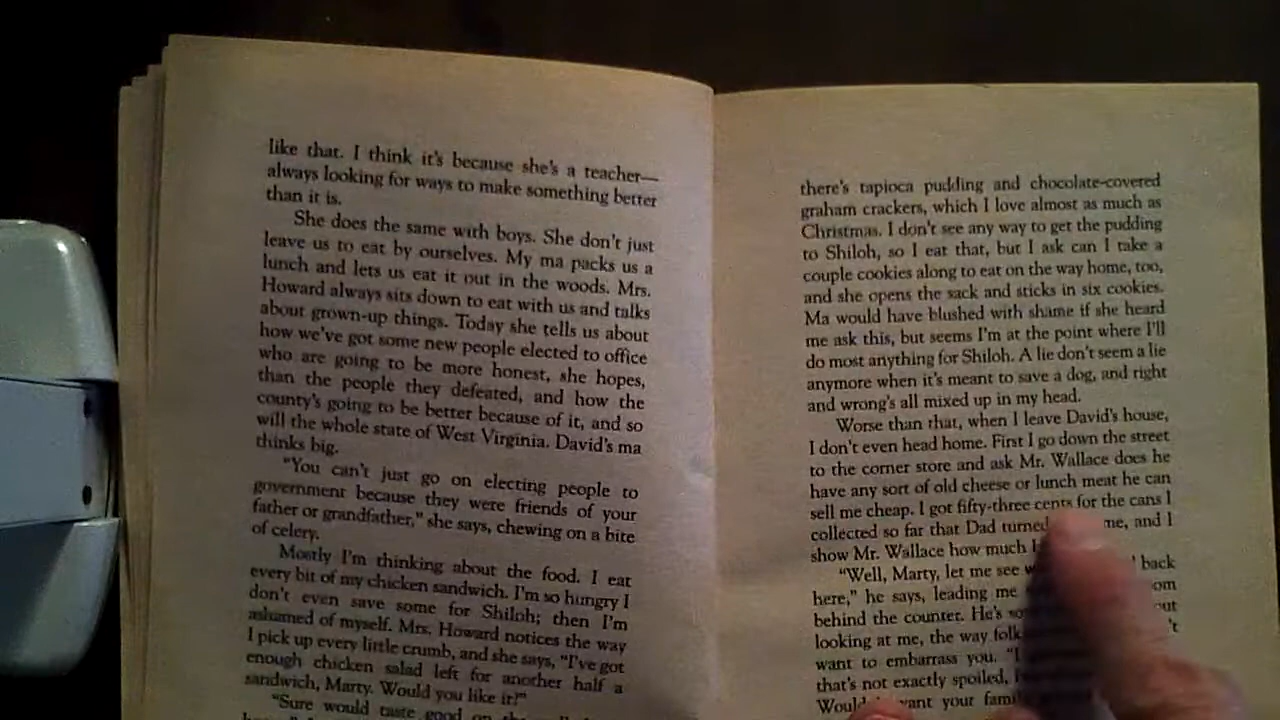 like that. I think it's because she's a teacher—
always looking for ways to make something better
than it is.
She does the same with boys. She don't just
leave us to eat by ourselves. My ma packs us a
lunch and lets us eat it out in the woods. Mrs.
Howard always sits down to eat with us and talks
about grown-up things. Today she tells us about
how we've got some new people elected to office
who are going to be more honest, she hopes,
than the people they defeated, and how the
county's going to be better because of it, and so
will the whole state of West Virginia. David's ma
thinks big.
"You can't just go on electing people to
government because they were friends of your
father or grandfather," she says, chewing on a bite
of celery.
Mostly I'm thinking about the food. I eat
every bit of my chicken sandwich. I'm so hungry I
don't even save some for Shiloh; then I'm
ashamed of myself. Mrs. Howard notices the way
I pick up every little crumb, and she says, "I've got
enough chicken salad left for another half a
sandwich, Marty. Would you like it?"
"Sure would taste good on the
there's tapioca pudding and chocolate-covered
graham crackers, which I love almost as much as
Christmas. I don't see any way to get the pudding
to Shiloh, so I eat that, but I ask can I take a
couple cookies along to eat on the way home, too,
and she opens the sack and sticks in six cookies.
Ma would have blushed with shame if she heard
me ask this, but seems I'm at the point where I'll
do most anything for Shiloh. A lie don't seem a lie
anymore when it's meant to save a dog, and right
and wrong's all mixed up in my head.
Worse than that, when I leave David's house,
I don't even head home. First I go down the street
to the corner store and ask Mr. Wallace does he
have any sort of old cheese or lunch meat he can
sell me cheap. I got fifty-three cents for the cans I
collected so far that Dad turned me, and I
show Mr. Wallace how much
"Well, Marty, let me see back
here," he says, leading me
behind the counter. He's
looking at me, the way
want to embarrass you.
that's not exactly spoiled,
want your